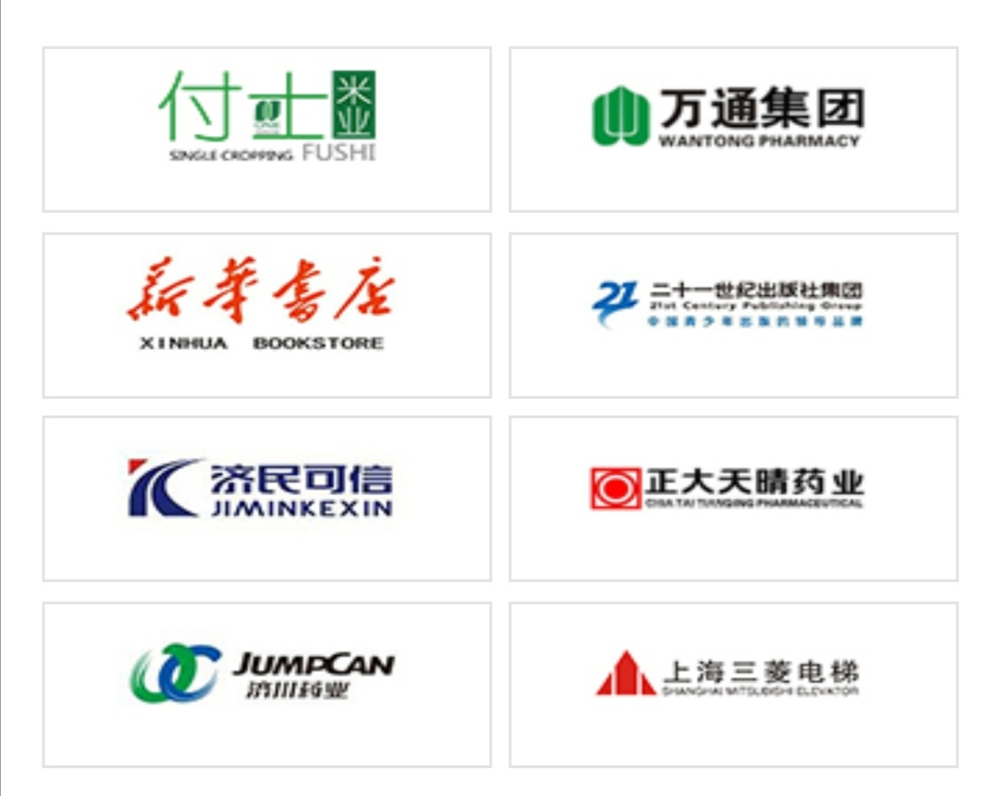 付士米业
SINGLE CROPPING FUSHI
万通集团
WANTONG PHARMACY
新華書店
XINHUA BOOKSTORE
21 二十一世纪出版社集团
21st Century Publishing Group
中国青少年出版的领导品牌
济民可信
JIMINKEXIN
正大天晴药业
CHIA TAI TIANQING PHARMACEUTICAL
JUMPCAN
济川药业
上海三菱电梯
SHANGHAI MITSUBISHI ELEVATOR